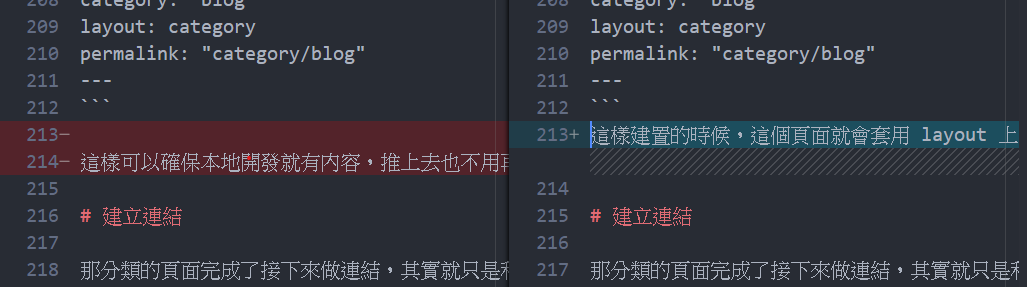 208 category: "blog"
209 layout: category
210 permalink: "category/blog"
211 ---
212 ```
213−
214− 這樣可以確保本地開發就有內容，推上去也不用
215
216 # 建立連結
217
218 那分類的頁面完成了接下來做連結，其實就只是
208 category: "blog"
209 layout: category
210 permalink: "category/blog"
211 ---
212 ```
213+ 這樣建置的時候，這個頁面就會套用 layout 上
214
215 # 建立連結
216
217 那分類的頁面完成了接下來做連結，其實就只是